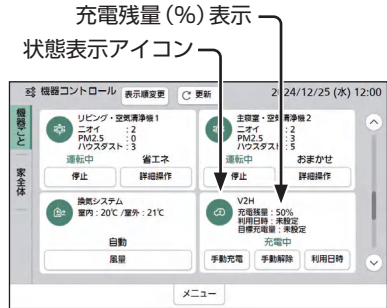 充電残量(%)表示
状態表示アイコン
機器コントロール 表示順変更 更新 2024/12/25 (水) 12:00
機器ごと
家全体
リビング・空気清浄機1
ニオイ : 2
PM2.5 : 0
ハウスダスト : 3
運転中 省エネ
停止 詳細操作
主寝室・空気清浄機2
ニオイ : 2
PM2.5 : 3
ハウスダスト : 5
運転中 おまかせ
停止 詳細操作
換気システム
室内 : 20℃ /室外 : 21℃
自動
風量
V2H
充電残量 : 50%
利用日時 : 未設定
目標充電量 : 未設定
充電中
手動充電 手動解除 利用日時
メニュー